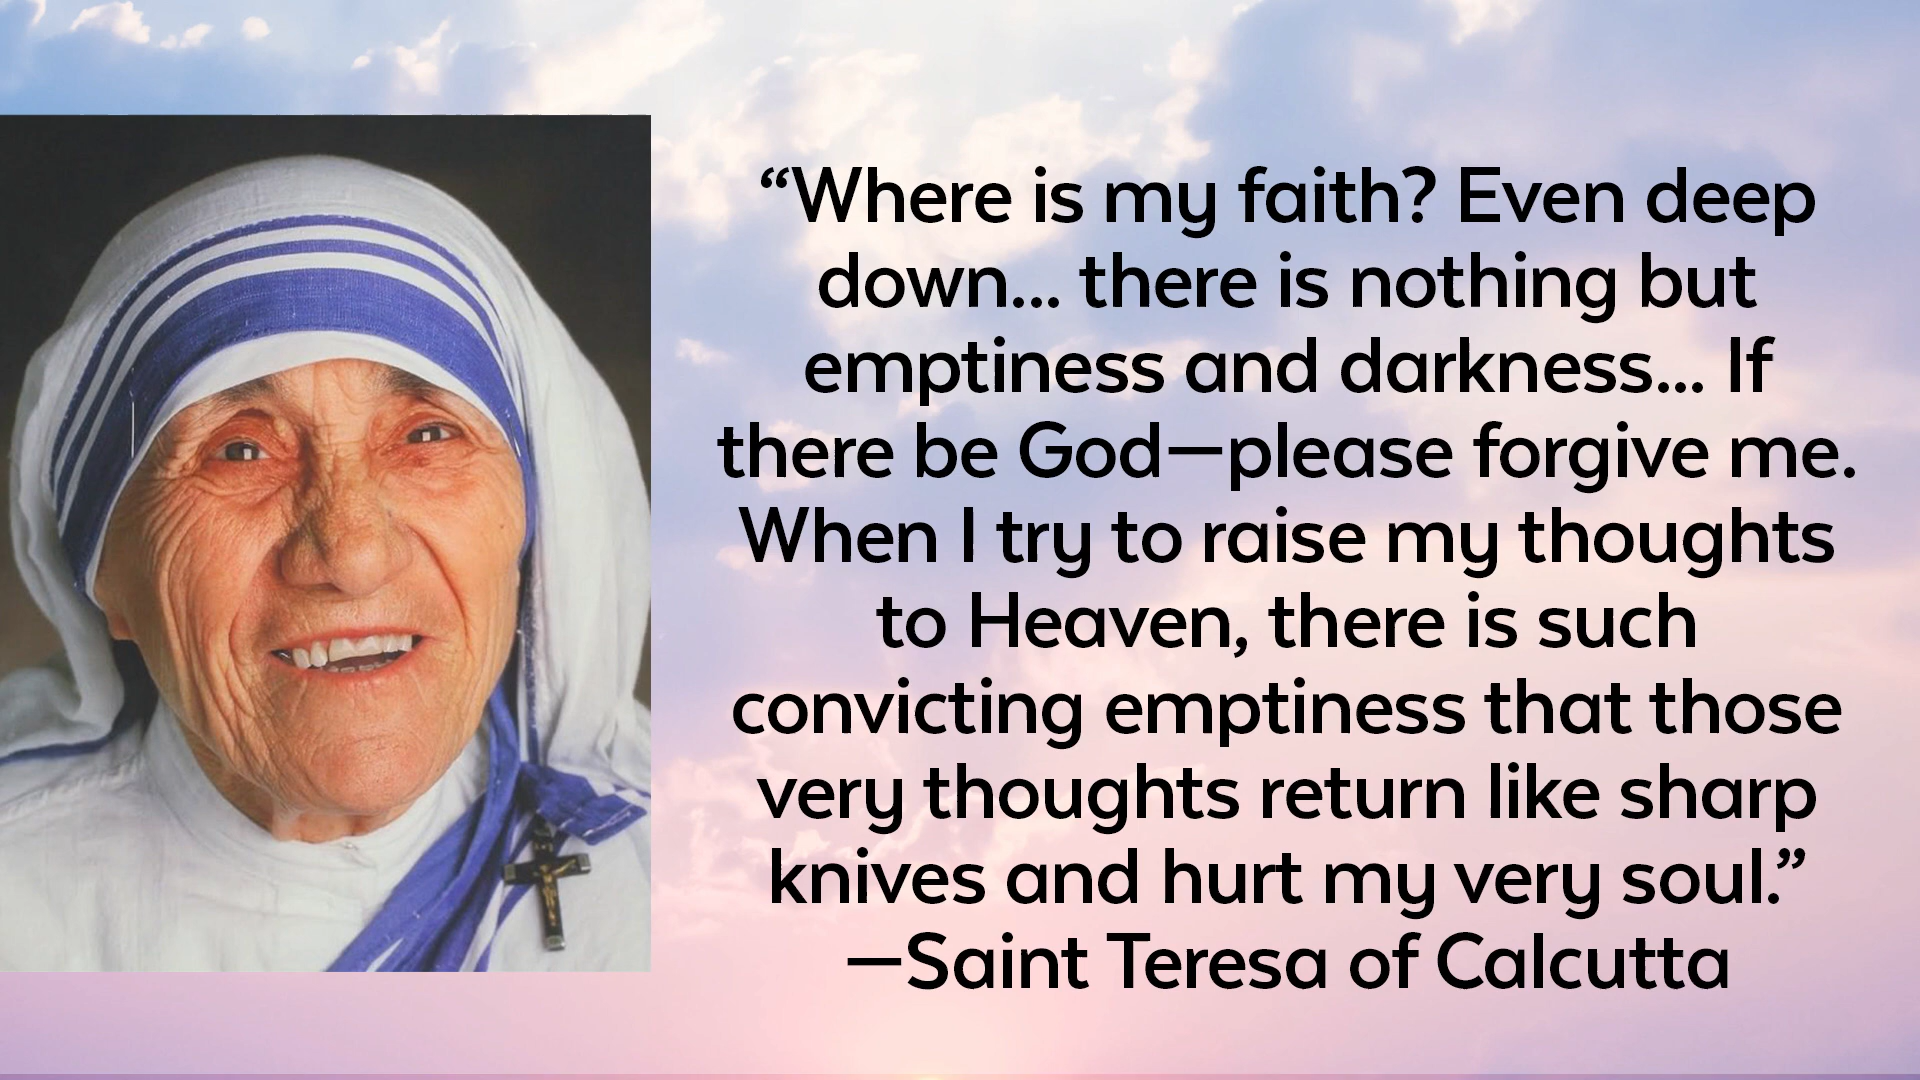 “Where is my faith? Even deep
down... there is nothing but
emptiness and darkness... If
there be God—please forgive me.
When I try to raise my thoughts
to Heaven, there is such
convicting emptiness that those
very thoughts return like sharp
knives and hurt my very soul.”
—Saint Teresa of Calcutta